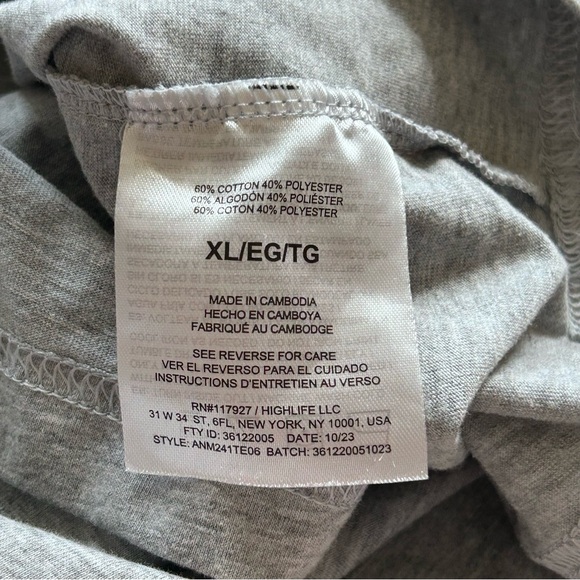 60% COTTON 40% POLYESTER
60% ALGODÓN 40% POLIÉSTER
60% COTON 40% POLYESTER
XL/EG/TG
MADE IN CAMBODIA
HECHO EN CAMBOYA
FABRIQUÉ AU CAMBODGE
SEE REVERSE FOR CARE
VER EL REVERSO PARA EL CUIDADO
INSTRUCTIONS D'ENTRETIEN AU VERSO
RN#117927 / HIGHLIFE LLC
31 W 34 ST, 6FL, NEW YORK, NY 10001, USA
FTY ID: 36122005 DATE: 10/23
STYLE: ANM241TE06 BATCH: 361220051023